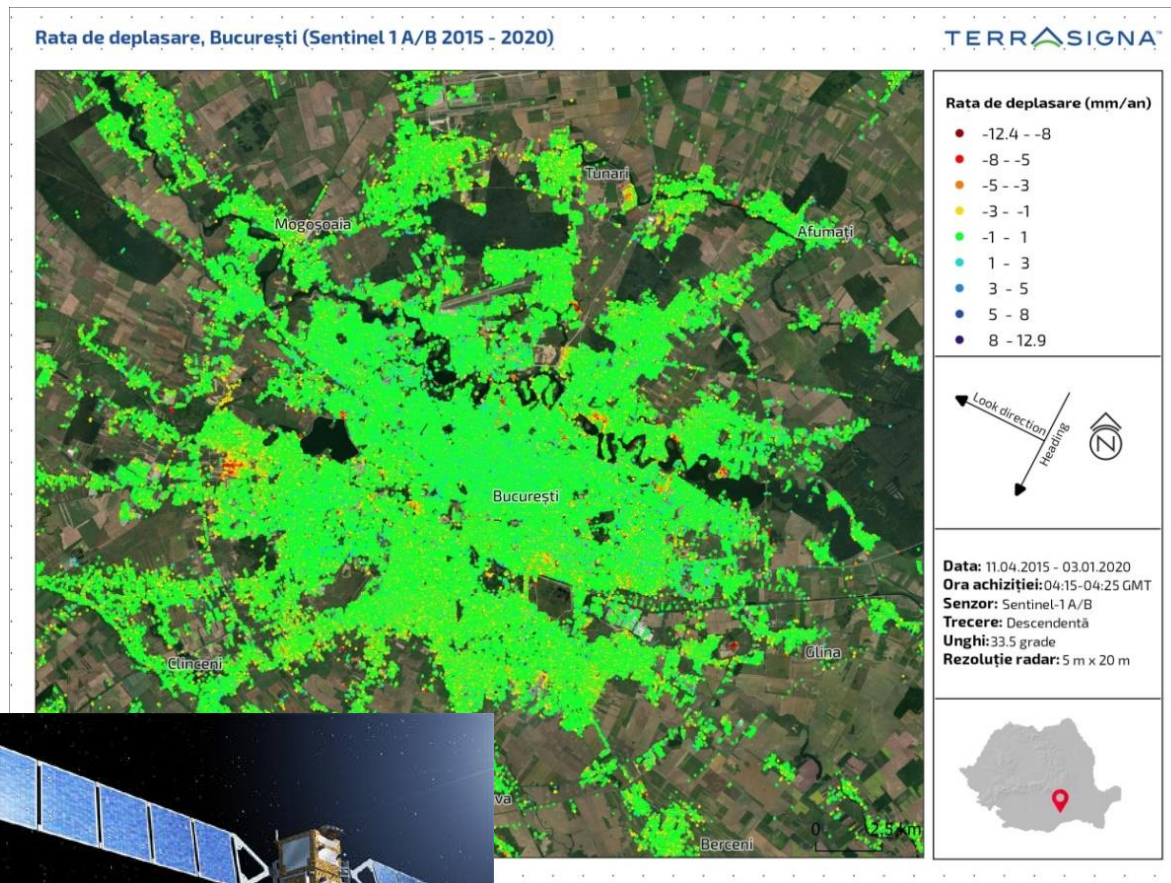 Rata de deplasare, București (Sentinel 1 A/B 2015 - 2020)
TERRASIGNA™
Tunari
Mogoșoaia
Afumați
București
Clinceni
Glina
va
Berceni
0 2.5 km
Rata de deplasare (mm/an)
-12.4 - -8
-8 - -5
-5 - -3
-3 - -1
-1 - 1
1 - 3
3 - 5
5 - 8
8 - 12.9
Look direction
Heading
N
Data: 11.04.2015 - 03.01.2020
Ora achiziției: 04:15-04:25 GMT
Senzor: Sentinel-1 A/B
Trecere: Descendentă
Unghi: 33.5 grade
Rezoluție radar: 5 m x 20 m